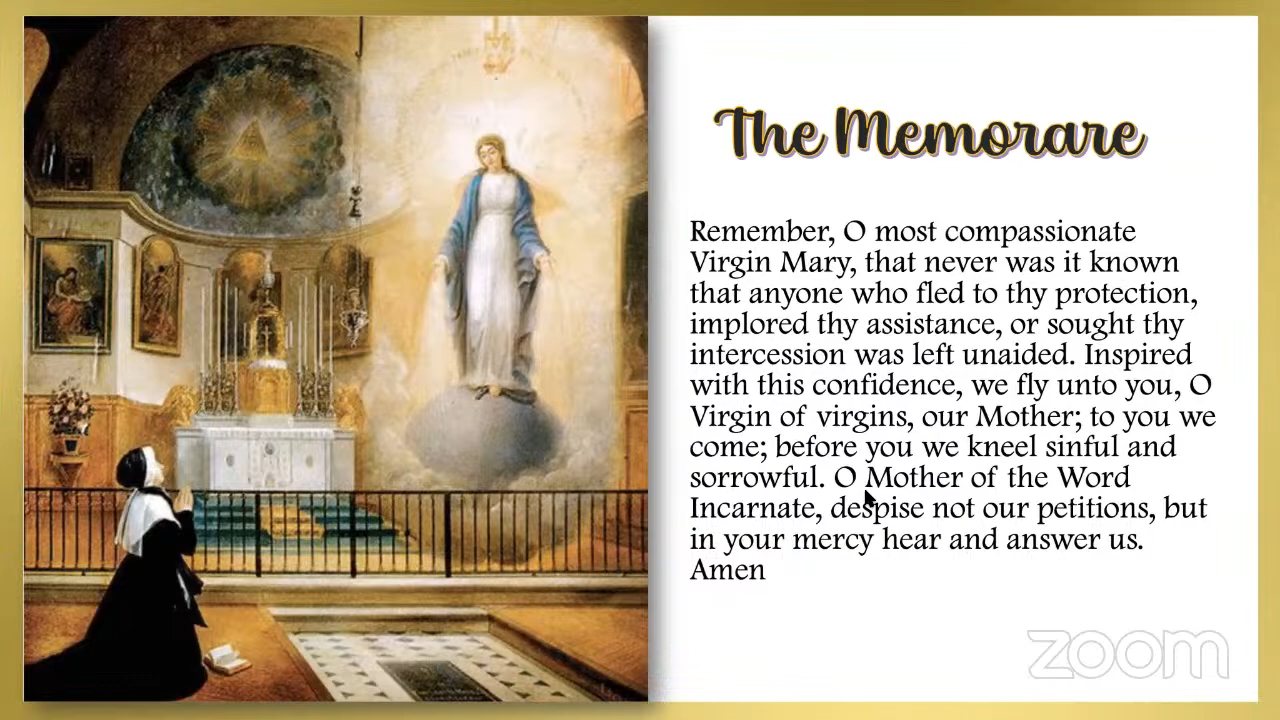 The Memorare
Remember, O most compassionate
Virgin Mary, that never was it known
that anyone who fled to thy protection,
implored thy assistance, or sought thy
intercession was left unaided. Inspired
with this confidence, we fly unto you, O
Virgin of virgins, our Mother; to you we
come; before you we kneel sinful and
sorrowful. O Mother of the Word
Incarnate, despise not our petitions, but
in your mercy hear and answer us.
Amen
zoom